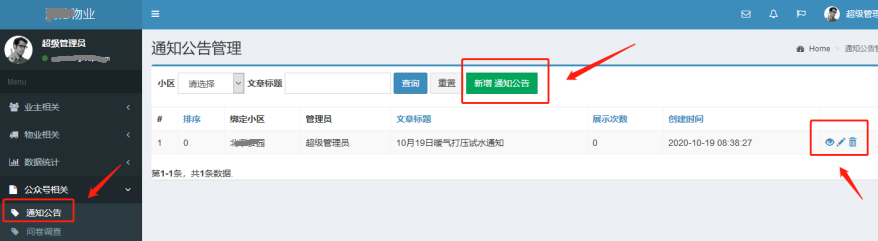 物业
超级管理
超级管理员
Menu
业主相关
物业相关
数据统计
公众号相关
通知公告
问卷调查
通知公告管理
Home > 通知公告管
小区 请选择 文章标题 查询 重置 新增 通知公告
# 排序 绑定小区 管理员 文章标题 展示次数 创建时间
1 0 超级管理员 10月19日暖气打压试水通知 0 2020-10-19 08:38:27
第1-1条，共1条数据.